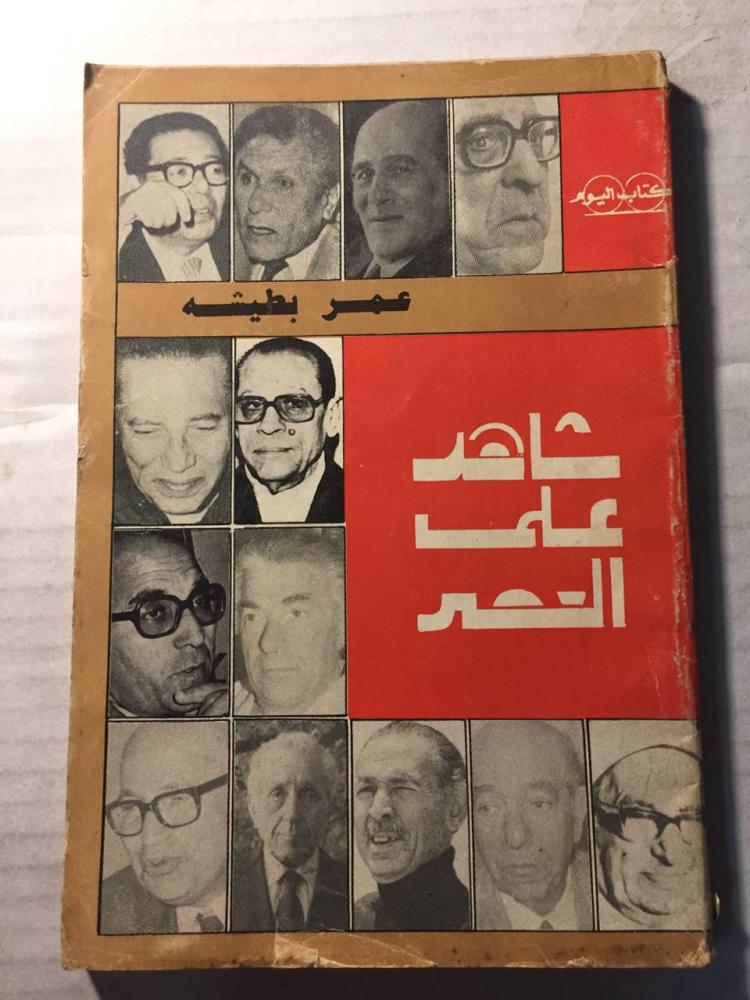 كتاب اليوم
عمر بطيشه
شاهد
على
العصر